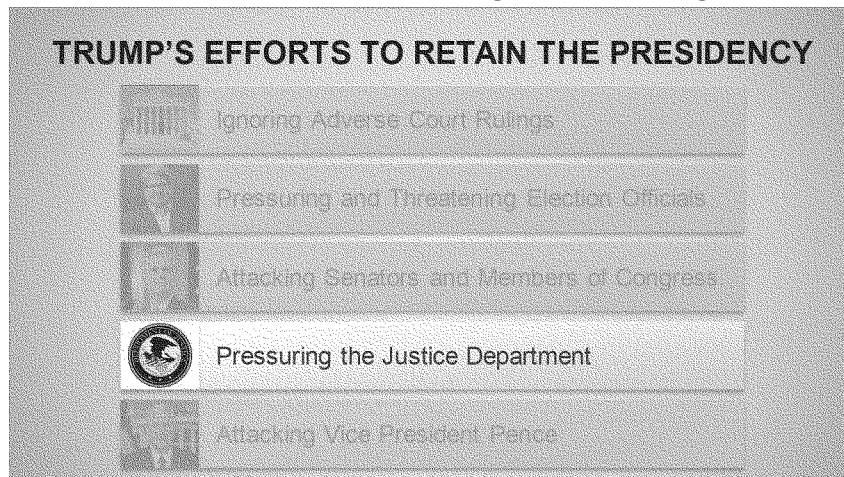 TRUMP'S EFFORTS TO RETAIN THE PRESIDENCY
Ignoring Adverse Court Rulings
Pressuring and Threatening Election Officials
Attacking Senators and Members of Congress
Pressuring the Justice Department
Attacking Vice President Pence